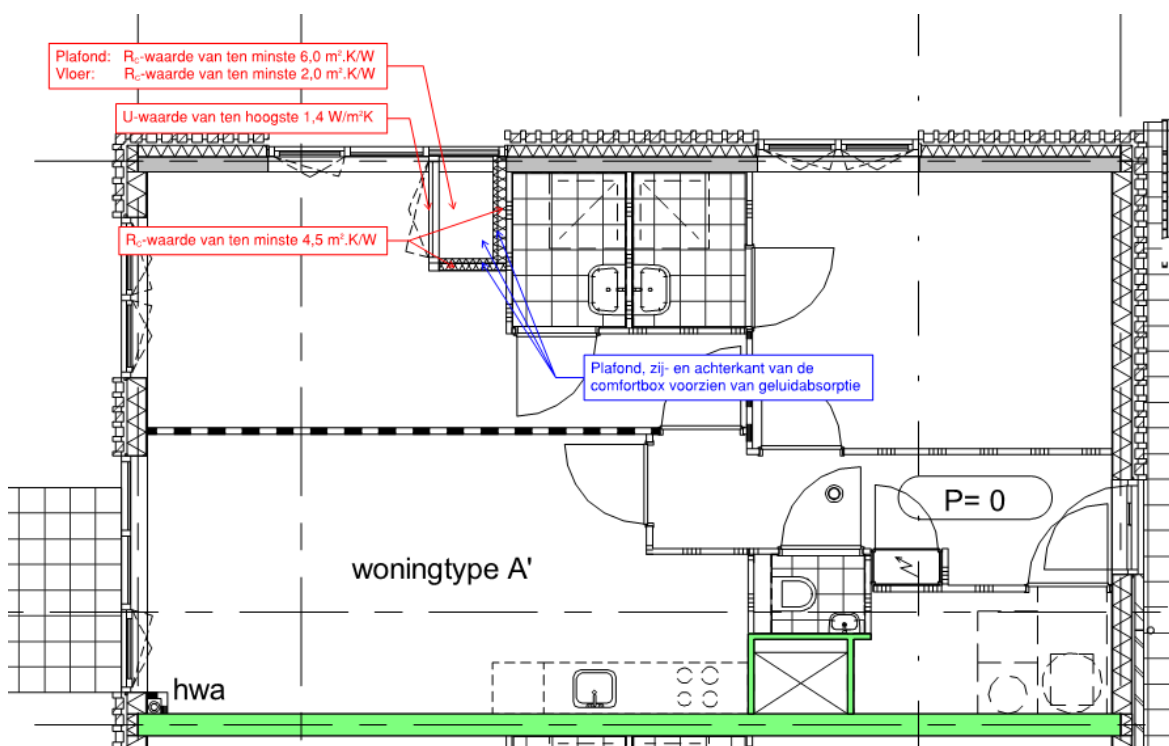 Plafond: Rc-waarde van ten minste 6,0 m².K/W
Vloer: Rc-waarde van ten minste 2,0 m².K/W
U-waarde van ten hoogste 1,4 W/m²K
Rc-waarde van ten minste 4,5 m².K/W
Plafond, zij- en achterkant van de
comfortbox voorzien van geluidabsorptie
P= 0
woningtype A'
hwa